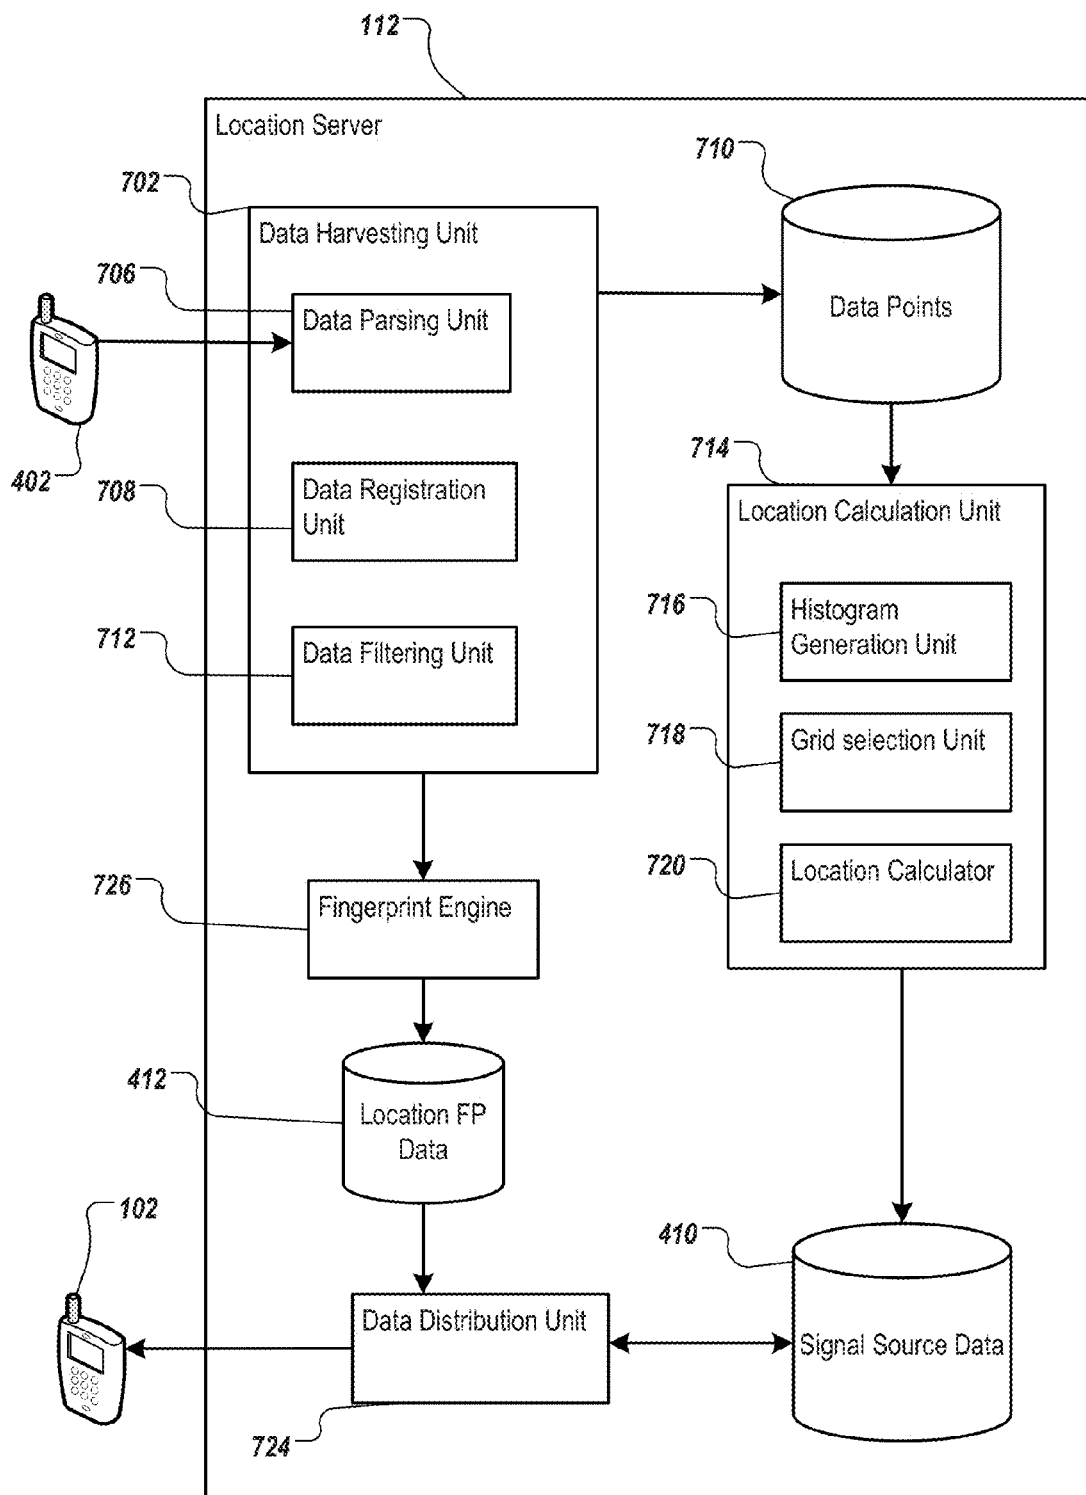 112
Location Server
702
Data Harvesting Unit
706
Data Parsing Unit
402
708
Data Registration
Unit
712
Data Filtering Unit
710
Data Points
714
Location Calculation Unit
716
Histogram
Generation Unit
718
Grid selection Unit
720
Location Calculator
726
Fingerprint Engine
412
Location FP
Data
102
Data Distribution Unit
724
410
Signal Source Data